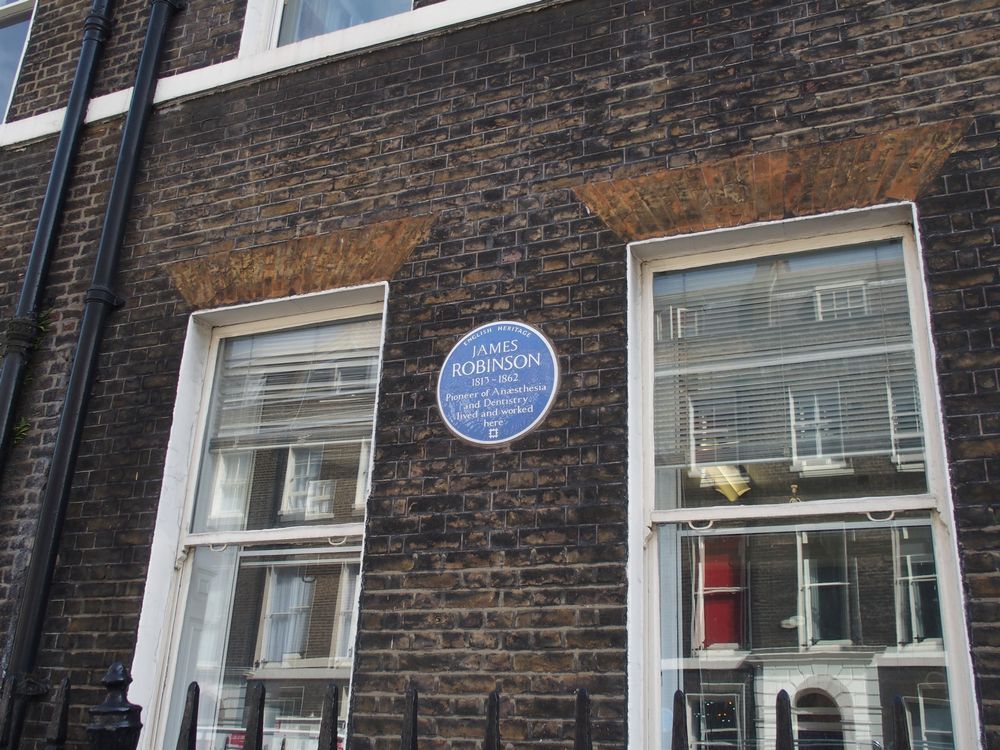 ENGLISH HERITAGE
JAMES
ROBINSON
1813-1862
Pioneer of Anæsthesia
and Dentistry
lived and worked
here